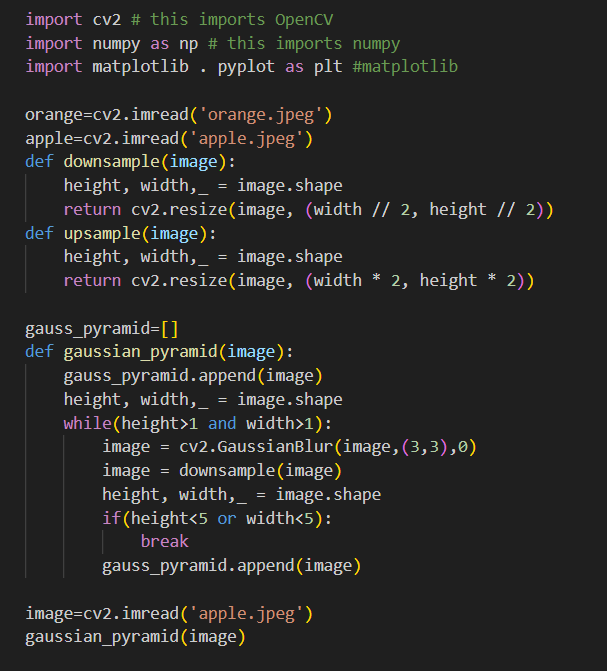 import cv2 # this imports OpenCV
import numpy as np # this imports numpy
import matplotlib . pyplot as plt #matplotlib

orange=cv2.imread('orange.jpeg')
apple=cv2.imread('apple.jpeg')
def downsample(image):
    height, width,_ = image.shape
    return cv2.resize(image, (width // 2, height // 2))
def upsample(image):
    height, width,_ = image.shape
    return cv2.resize(image, (width * 2, height * 2))

gauss_pyramid=[]
def gaussian_pyramid(image):
    gauss_pyramid.append(image)
    height, width,_ = image.shape
    while(height>1 and width>1):
        image = cv2.GaussianBlur(image,(3,3),0)
        image = downsample(image)
        height, width,_ = image.shape
        if(height<5 or width<5):
            break
        gauss_pyramid.append(image)

image=cv2.imread('apple.jpeg')
gaussian_pyramid(image)